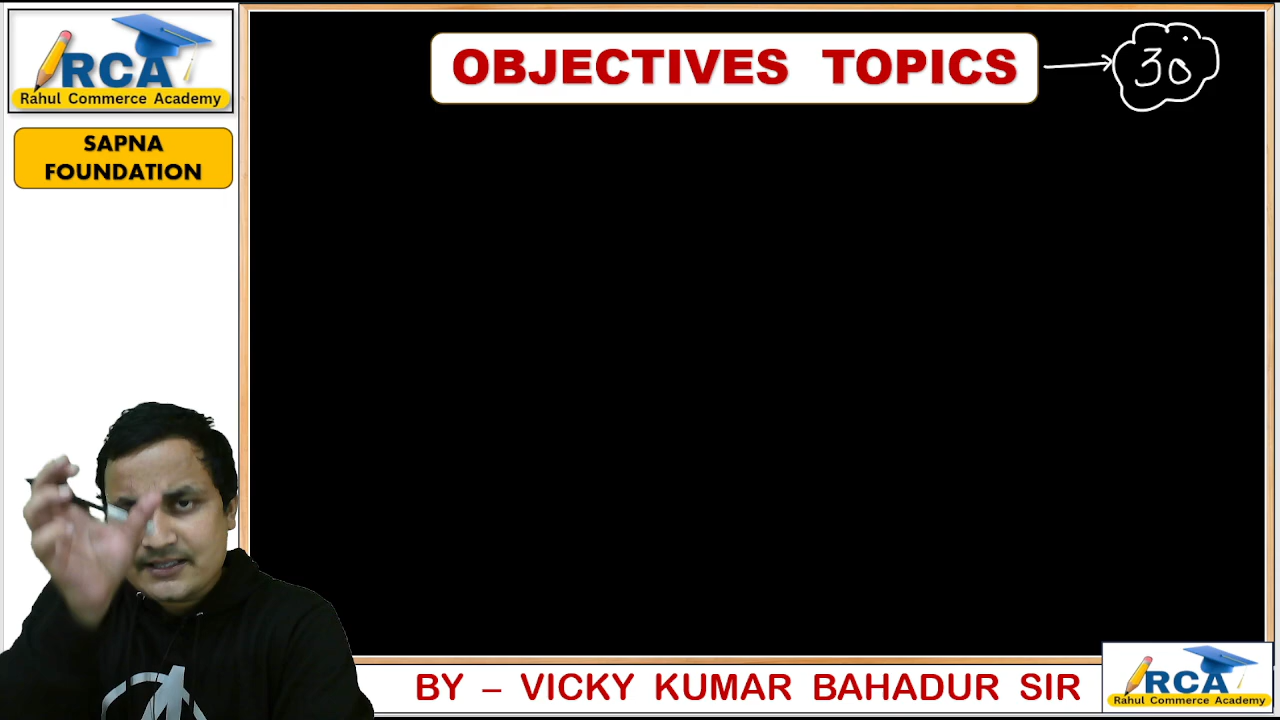 RCA
Rahul Commerce Academy
SAPNA
FOUNDATION
OBJECTIVES TOPICS
30
BY – VICKY KUMAR BAHADUR SIR
RCA
Rahul Commerce Academy